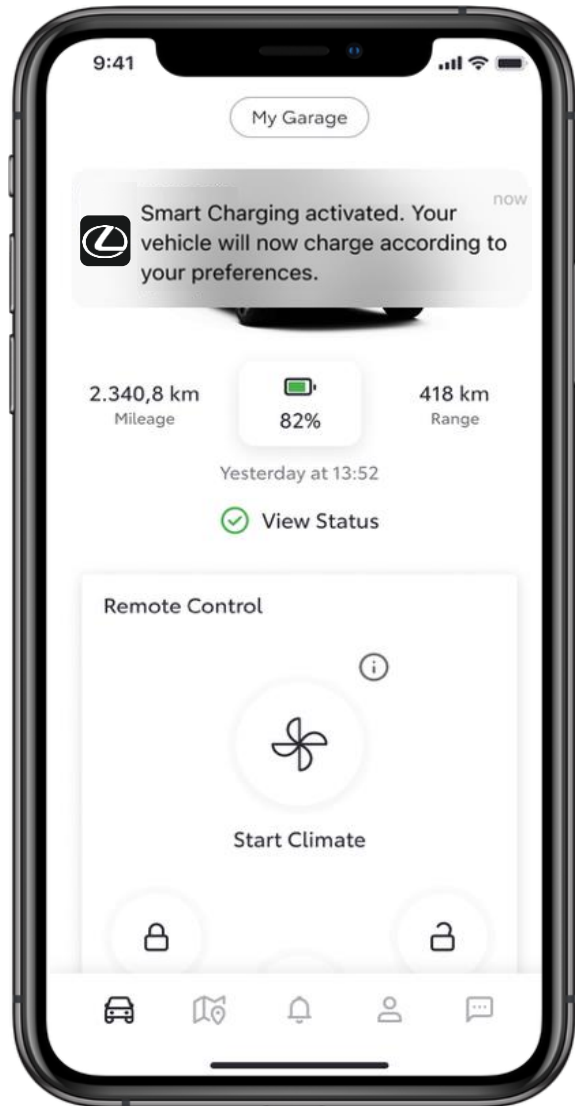 9:41
My Garage
now
Smart Charging activated. Your
vehicle will now charge according to
your preferences.
2.340,8 km
Mileage
82%
418 km
Range
Yesterday at 13:52
View Status
Remote Control
Start Climate